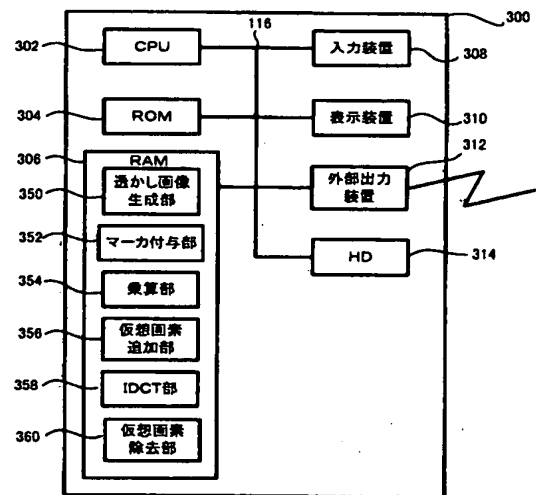 116
300
302
CPU
入力装置
308
304
ROM
表示装置
310
306
RAM
312
350
透かし画像
生成部
外部出力
装置
352
マーカ付与部
354
乗算部
HD
314
356
仮想画素
追加部
358
IDCT部
360
仮想画素
除去部